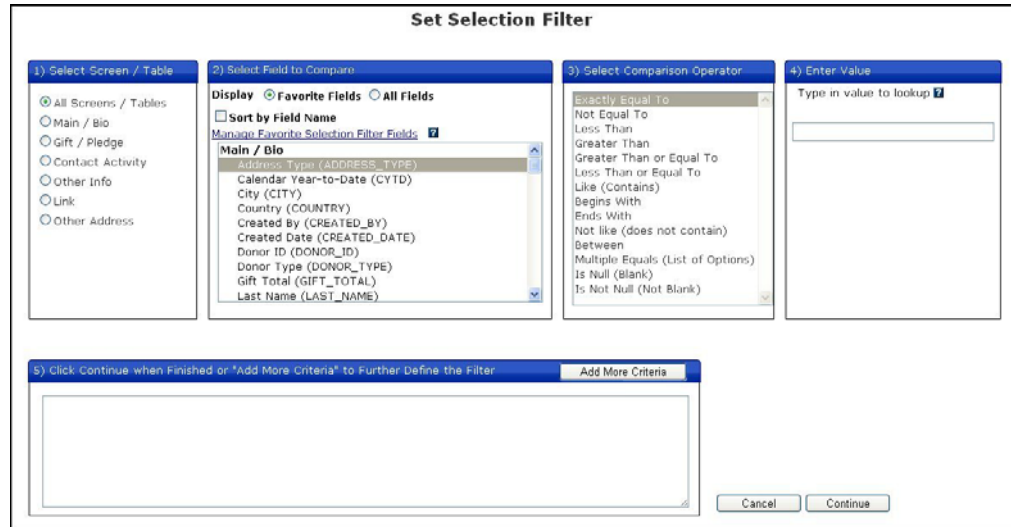 Set Selection Filter
1) Select Screen / Table
All Screens / Tables
Main / Bio
Gift / Pledge
Contact Activity
Other Info
Link
Other Address
2) Select Field to Compare
Display Favorite Fields All Fields
Sort by Field Name
Manage Favorite Selection Filter Fields ?
Main / Bio
Address Type (ADDRESS_TYPE)
Calendar Year-to-Date (CYTD)
City (CITY)
Country (COUNTRY)
Created By (CREATED_BY)
Created Date (CREATED_DATE)
Donor ID (DONOR_ID)
Donor Type (DONOR_TYPE)
Gift Total (GIFT_TOTAL)
Last Name (LAST_NAME)
3) Select Comparison Operator
Exactly Equal To
Not Equal To
Less Than
Greater Than
Greater Than or Equal To
Less Than or Equal To
Like (Contains)
Begins With
Ends With
Not like (does not contain)
Between
Multiple Equals (List of Options)
Is Null (Blank)
Is Not Null (Not Blank)
4) Enter Value
Type in value to lookup ?
5) Click Continue when Finished or "Add More Criteria" to Further Define the Filter
Add More Criteria
Cancel
Continue